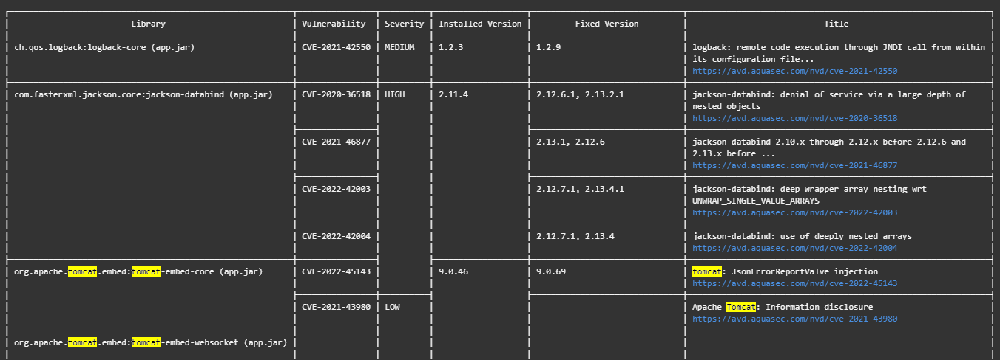 Library Vulnerability Severity Installed Version Fixed Version Title
ch.qos.logback:logback-core (app.jar) CVE-2021-42550 MEDIUM 1.2.3 1.2.9 logback: remote code execution through JNDI call from within
its configuration file...
https://avd.aquasec.com/nvd/cve-2021-42550
com.fasterxml.jackson.core:jackson-databind (app.jar) CVE-2020-36518 HIGH 2.11.4 2.12.6.1, 2.13.2.1 jackson-databind: denial of service via a large depth of
nested objects
https://avd.aquasec.com/nvd/cve-2020-36518
CVE-2021-46877 2.13.1, 2.12.6 jackson-databind 2.10.x through 2.12.x before 2.12.6 and
2.13.x before ...
https://avd.aquasec.com/nvd/cve-2021-46877
CVE-2022-42003 2.12.7.1, 2.13.4.1 jackson-databind: deep wrapper array nesting wrt
UNWRAP_SINGLE_VALUE_ARRAYS
https://avd.aquasec.com/nvd/cve-2022-42003
CVE-2022-42004 2.12.7.1, 2.13.4 jackson-databind: use of deeply nested arrays
https://avd.aquasec.com/nvd/cve-2022-42004
org.apache.tomcat.embed:tomcat-embed-core (app.jar) CVE-2022-45143 9.0.46 9.0.69 tomcat: JsonErrorReportValve injection
https://avd.aquasec.com/nvd/cve-2022-45143
CVE-2021-43980 LOW Apache Tomcat: Information disclosure
https://avd.aquasec.com/nvd/cve-2021-43980
org.apache.tomcat.embed:tomcat-embed-websocket (app.jar)